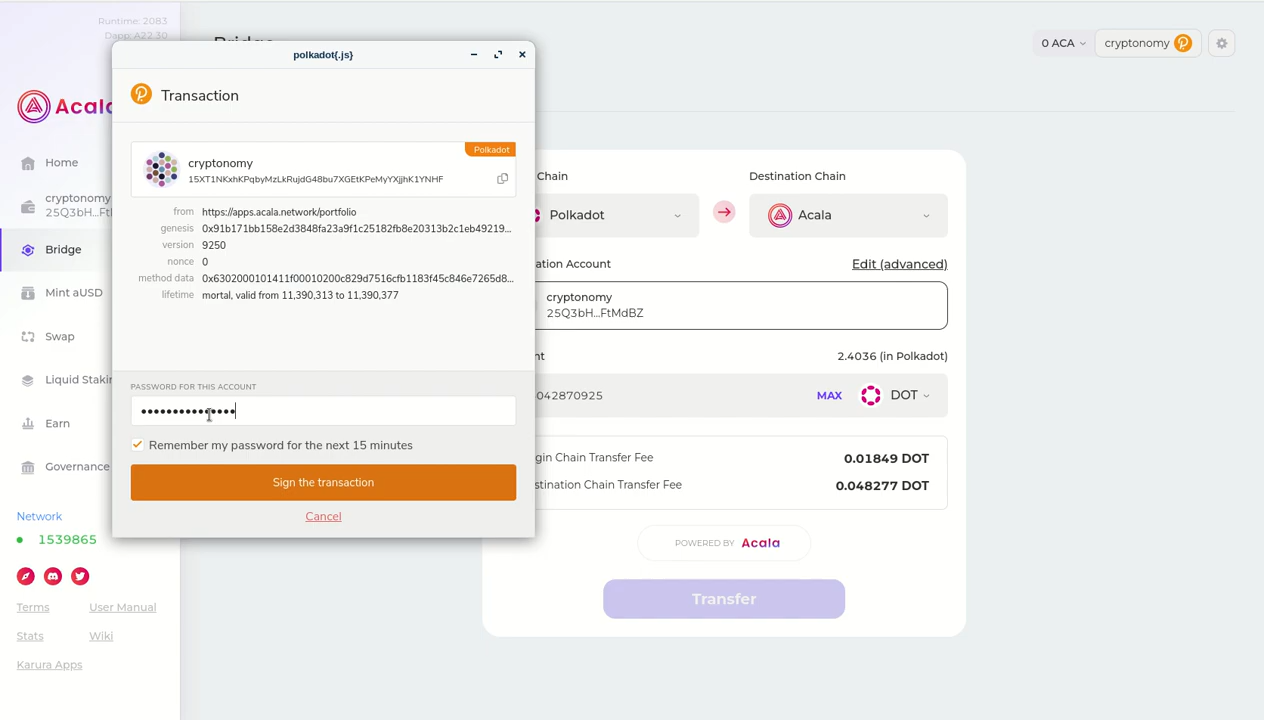 Runtime: 2083
Dapp: A22.30
Acala
Home
cryptonomy
25Q3bH...
Bridge
Mint aUSD
Swap
Liquid
Earn
Governance
Network
1539865
Terms User Manual
Stats Wiki
Karura Apps
polkadot{.js}
Transaction
Polkadot
cryptonomy
15XT1NKxhKPqbyMzLkRujdG48bu7XGEtKPeMyYXjjhK1YNHF
from https://apps.acala.network/portfolio
genesis 0x91b171bb158e2d3848fa23a9f1c25182fb8e20313b2c1eb49219...
version 9250
nonce 0
method data 0x6302000101411f00010200c829d7516cfb1183f45c846e7265d8...
lifetime mortal, valid from 11,390,313 to 11,390,377
PASSWORD FOR THIS ACCOUNT
•••••••••••••••
Remember my password for the next 15 minutes
Sign the transaction
Cancel
0 ACA
cryptonomy
Chain
Destination Chain
Polkadot
Acala
Account
Edit (advanced)
cryptonomy
25Q3bH...FtMdBZ
2.4036 (in Polkadot)
042870925
MAX
DOT
Chain Transfer Fee 0.01849 DOT
Chain Transfer Fee 0.048277 DOT
POWERED BY Acala
Transfer